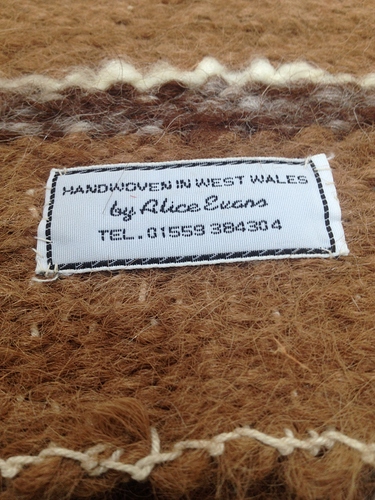 HANDWOVEN IN WEST WALES
by Alice Evans
TEL. 01559 384304